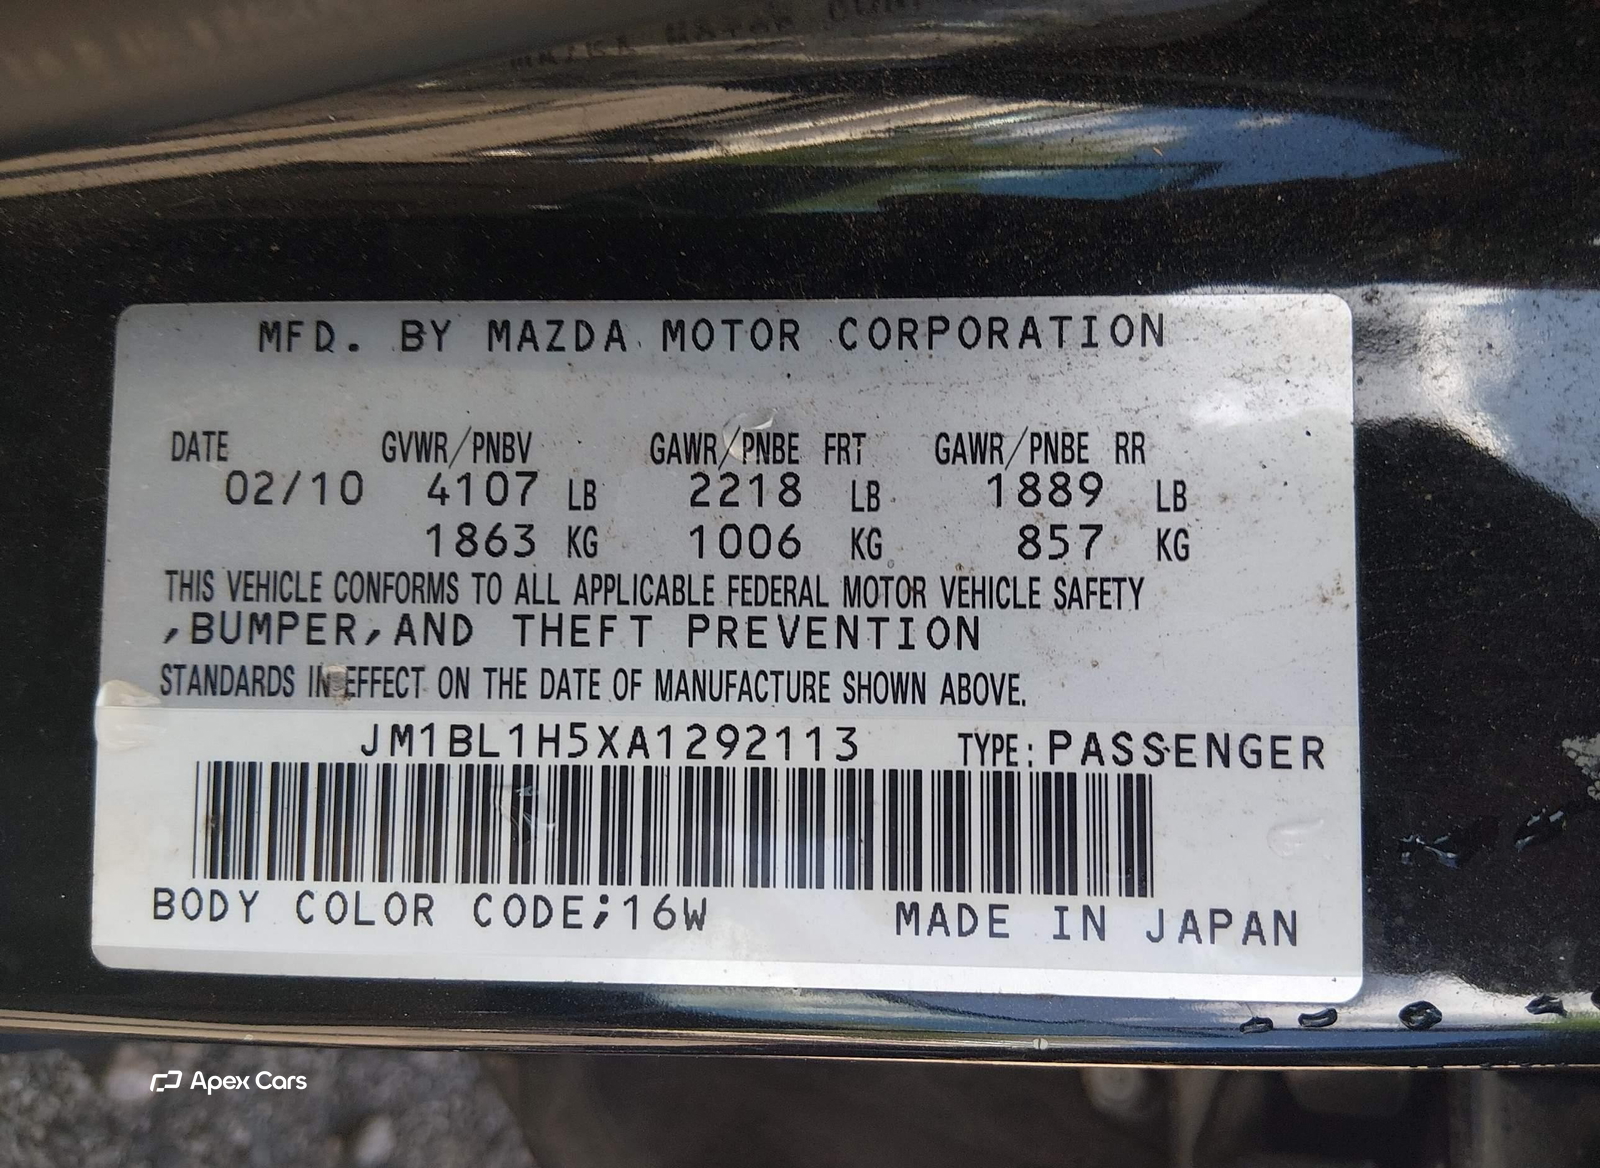 MFD. BY MAZDA MOTOR CORPORATION
DATE GVWR/PNBV GAWR/PNBE FRT GAWR/PNBE RR
02/10 4107 LB 2218 LB 1889 LB
1863 KG 1006 KG 857 KG
THIS VEHICLE CONFORMS TO ALL APPLICABLE FEDERAL MOTOR VEHICLE SAFETY
,BUMPER,AND THEFT PREVENTION
STANDARDS IN EFFECT ON THE DATE OF MANUFACTURE SHOWN ABOVE.
JM1BL1H5XA1292113 TYPE: PASSENGER
BODY COLOR CODE;16W MADE IN JAPAN
Apex Cars